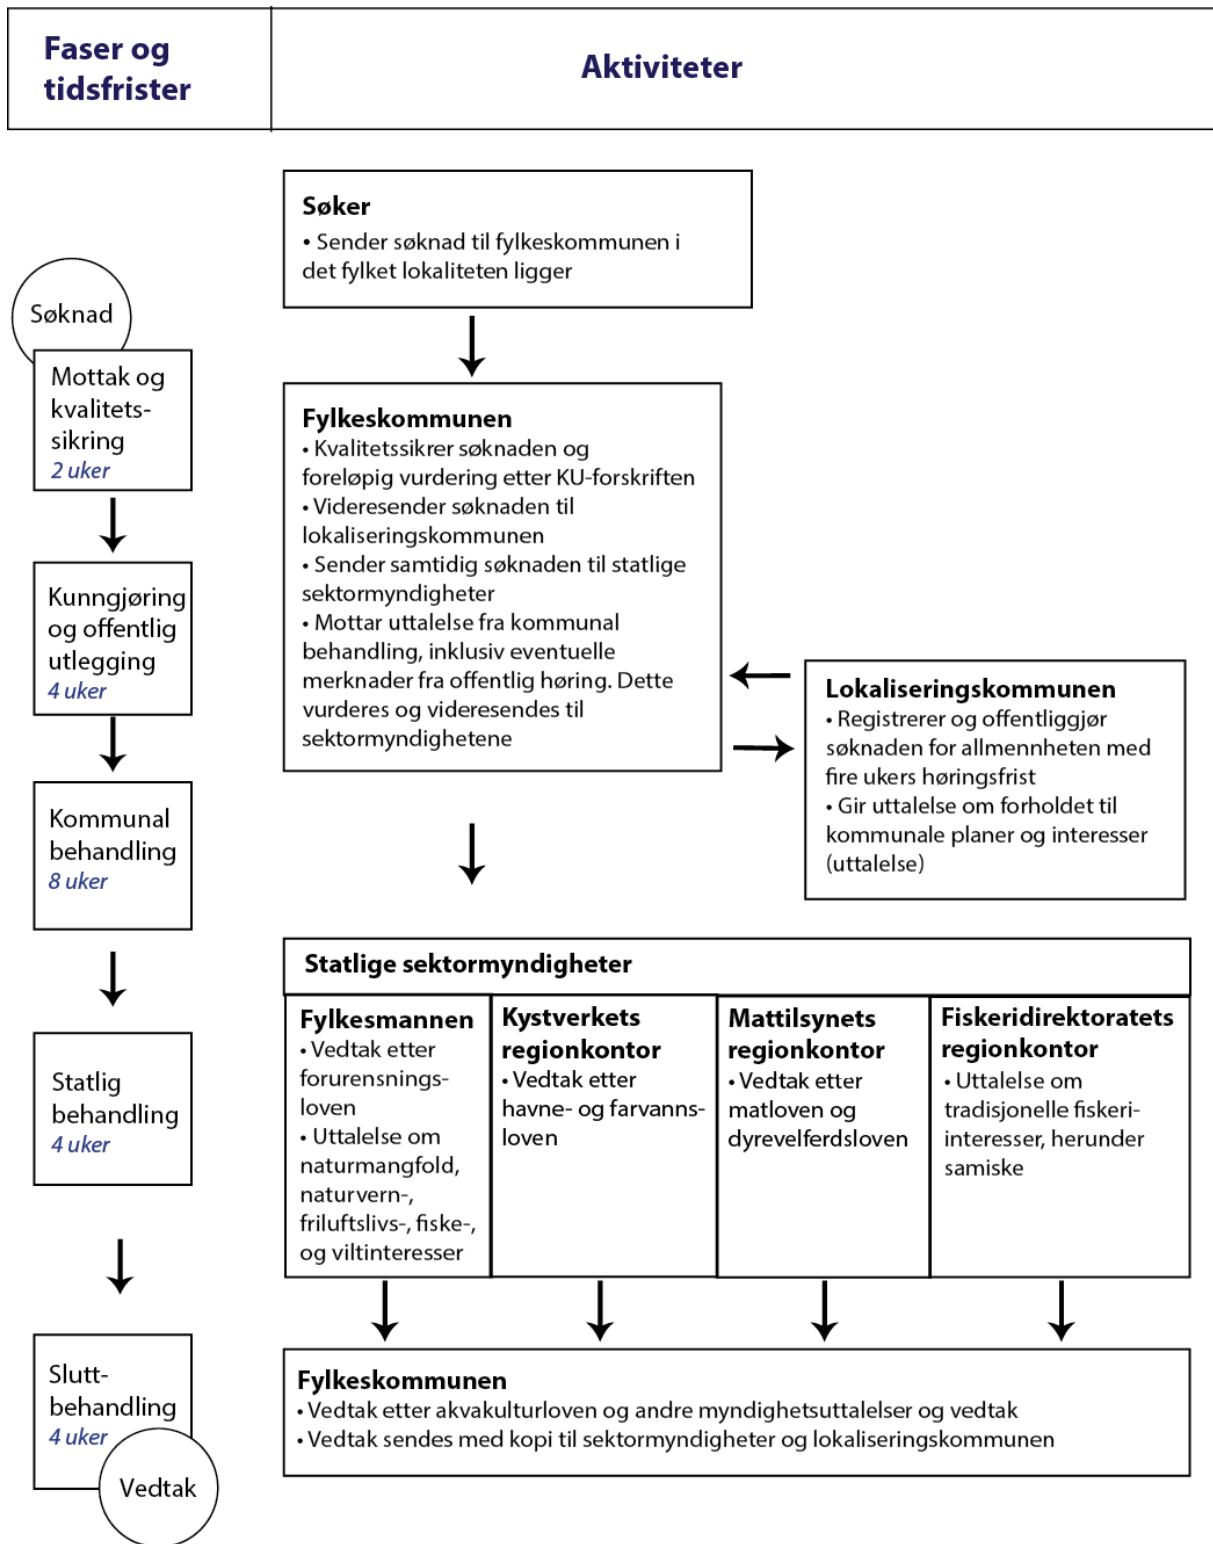 Faser og
tidsfrister
Aktiviteter
Søknad
Mottak og
kvalitets-
sikring
2 uker
Kunngjøring
og offentlig
utlegging
4 uker
Kommunal
behandling
8 uker
Statlig
behandling
4 uker
Slutt-
behandling
4 uker
Vedtak
Søker
• Sender søknad til fylkeskommunen i
det fylket lokaliteten ligger
Fylkeskommunen
• Kvalitetssikrer søknaden og
foreløpig vurdering etter KU-forskriften
• Videresender søknaden til
lokaliseringskommunen
• Sender samtidig søknaden til statlige
sektormyndigheter
• Mottar uttalelse fra kommunal
behandling, inklusiv eventuelle
merknader fra offentlig høring. Dette
vurderes og videresendes til
sektormyndighetene
Lokaliseringskommunen
• Registrerer og offentliggjør
søknaden for allmennheten med
fire ukers høringsfrist
• Gir uttalelse om forholdet til
kommunale planer og interesser
(uttalelse)
Statlige sektormyndigheter
Fylkesmannen
• Vedtak etter
forurensnings-
loven
• Uttalelse om
naturmangfold,
naturvern-,
friluftslivs-, fiske-,
og viltinteresser
Kystverkets
regionkontor
• Vedtak etter
havne- og farvanns-
loven
Mattilsynets
regionkontor
• Vedtak etter
matloven og
dyrevelferdsloven
Fiskeridirektoratets
regionkontor
• Uttalelse om
tradisjonelle fiskeri-
interesser, herunder
samiske
Fylkeskommunen
• Vedtak etter akvakulturloven og andre myndighetsuttalelser og vedtak
• Vedtak sendes med kopi til sektormyndigheter og lokaliseringskommunen